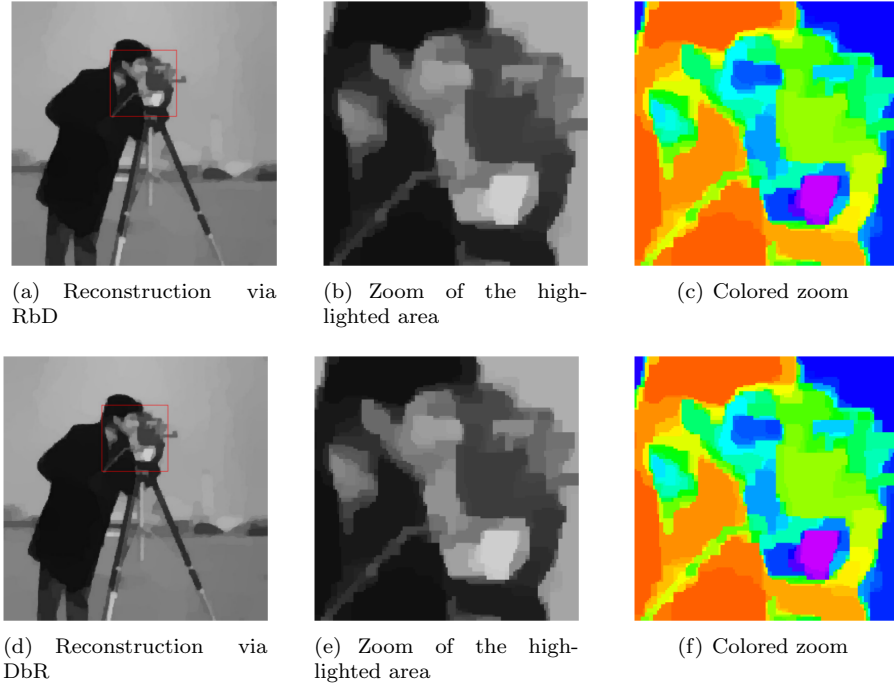 (a) Reconstruction via
RbD
(b) Zoom of the high-
lighted area
(c) Colored zoom
(d) Reconstruction via
DbR
(e) Zoom of the high-
lighted area
(f) Colored zoom